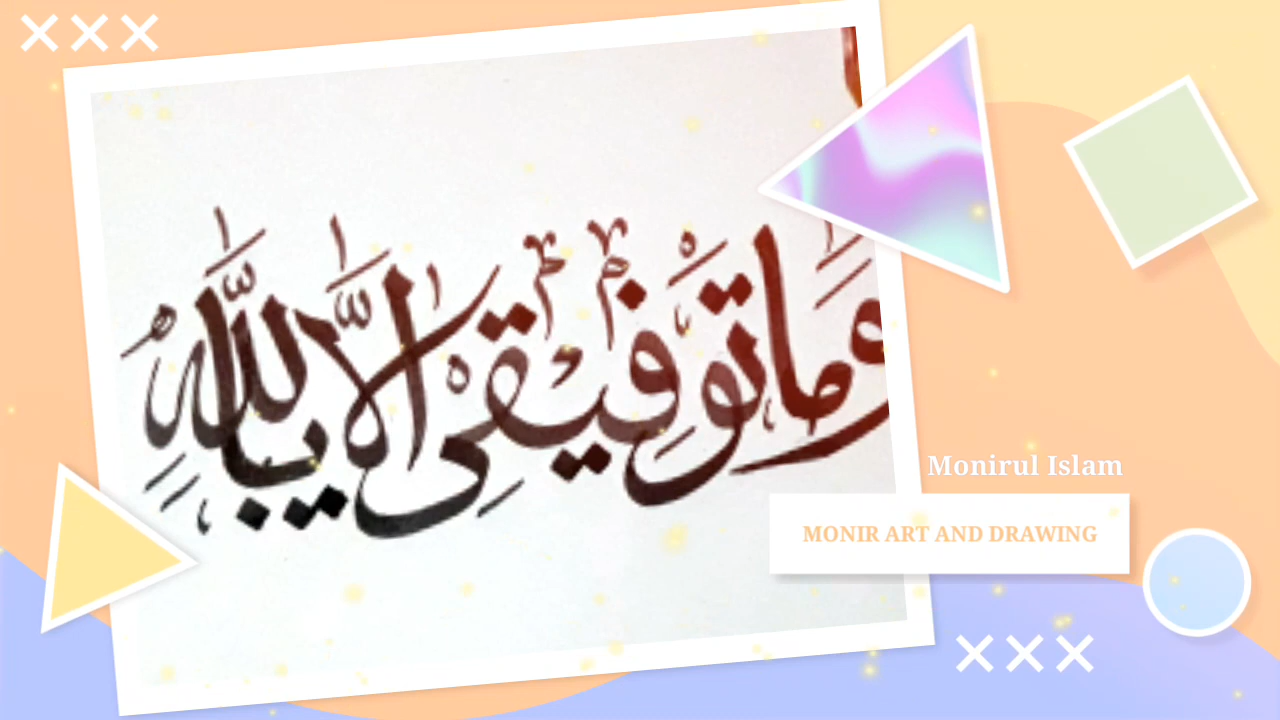 وَمَا تَوْفِيقِى اِلَّا بِاللَّهِ
Monirul Islam
MONIR ART AND DRAWING